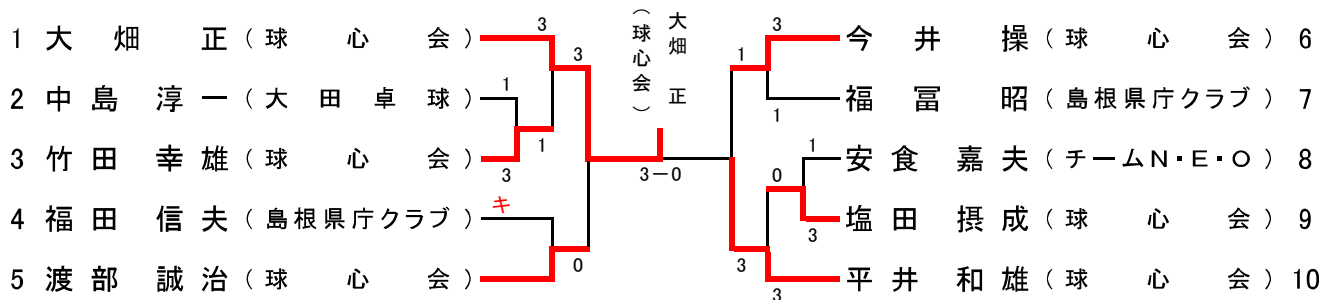 1 大畑正（球心会）
2 中島淳一（大田卓球）
3 竹田幸雄（球心会）
4 福田信夫（島根県庁クラブ）
5 渡部誠治（球心会）
3
1
3
キ
3
1
0
大畑 正
（球心会）
3－0
3
1
1
1
0
3
3
3
今井操（球心会）6
福冨昭（島根県庁クラブ）7
安食嘉夫（チームN・E・O）8
塩田摂成（球心会）9
平井和雄（球心会）10